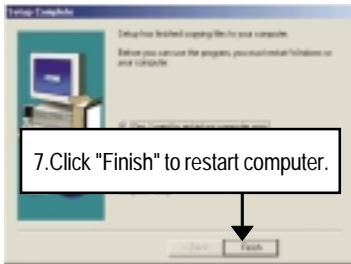 Setup Complete
Setup has finished copying files to your computer.
Before you can use the program, you must restart Windows or
your computer.
7.Click "Finish" to restart computer.
< Back
Finish